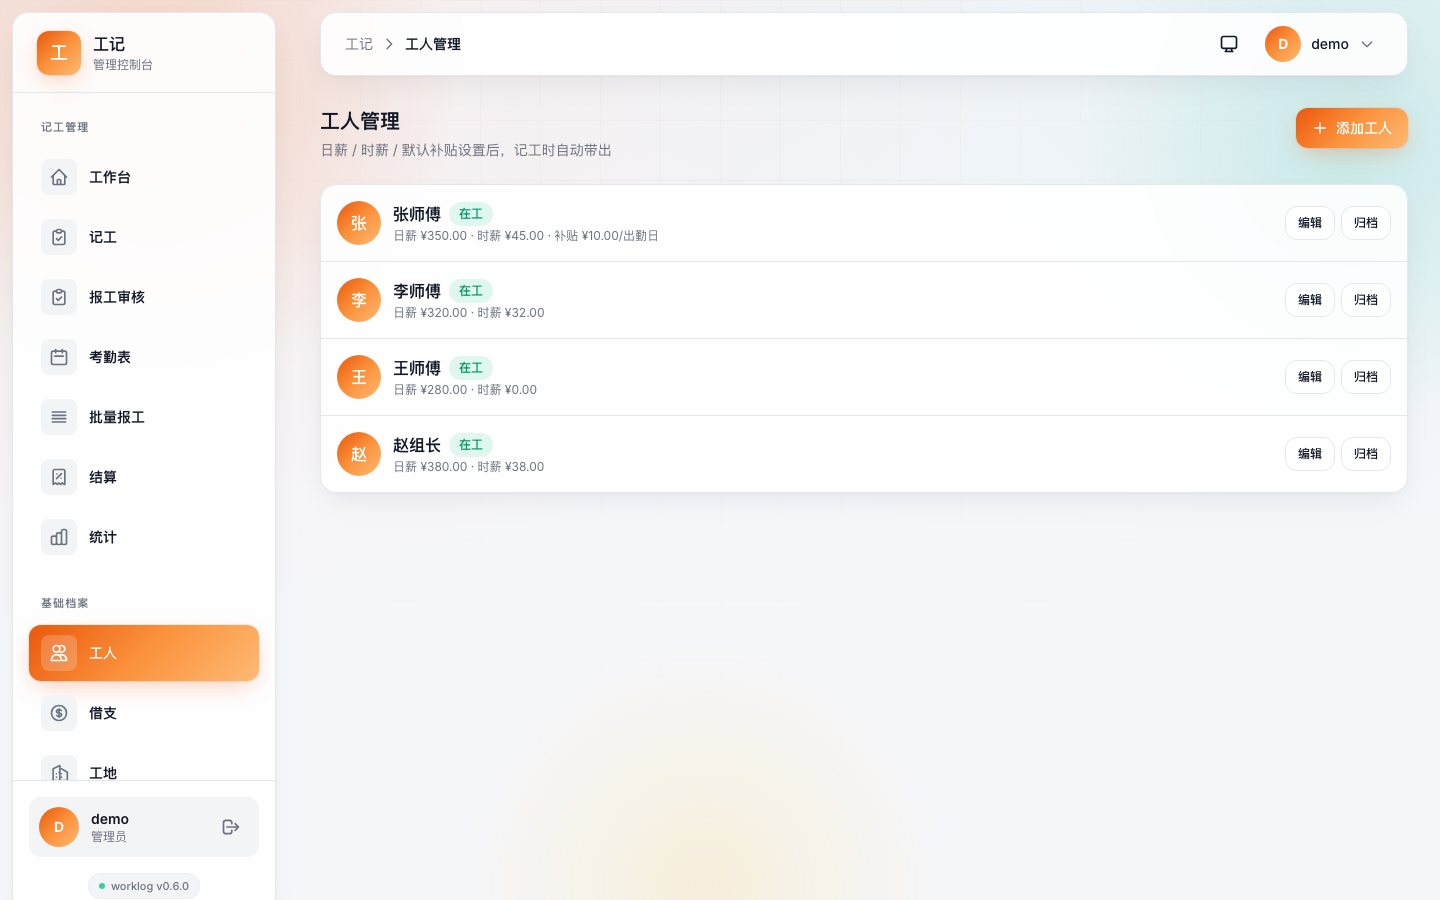 工
工记
管理控制台
记工管理
工作台
记工
报工审核
考勤表
批量报工
结算
统计
基础档案
工人
借支
工地
D
demo
管理员
worklog v0.6.0
工记
工人管理
D
demo
工人管理
日薪 / 时薪 / 默认补贴设置后，记工时自动带出
添加工人
张
张师傅 在工
日薪 ¥350.00 · 时薪 ¥45.00 · 补贴 ¥10.00/出勤日
编辑 归档
李
李师傅 在工
日薪 ¥320.00 · 时薪 ¥32.00
编辑 归档
王
王师傅 在工
日薪 ¥280.00 · 时薪 ¥0.00
编辑 归档
赵
赵组长 在工
日薪 ¥380.00 · 时薪 ¥38.00
编辑 归档